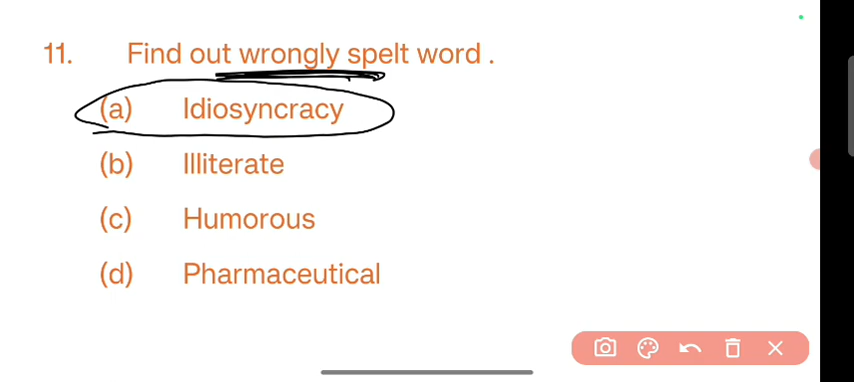 11. Find out wrongly spelt word .
(a) Idiosyncracy
(b) Illiterate
(c) Humorous
(d) Pharmaceutical